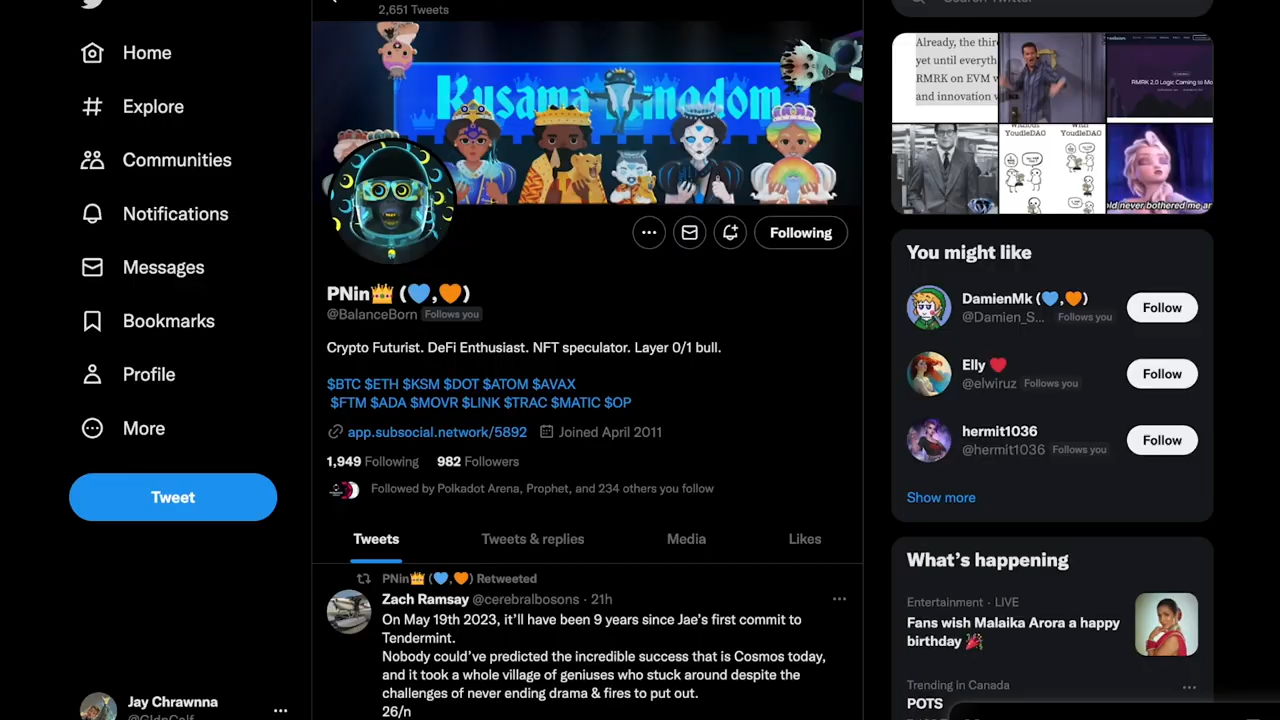 2,651 Tweets
Kusama Kingdom
Home
Explore
Communities
Notifications
Messages
Bookmarks
Profile
More
Tweet
Jay Chrawnna
Following
PNin👑 (💙,🧡)
@BalanceBorn Follows you
Crypto Futurist. DeFi Enthusiast. NFT speculator. Layer 0/1 bull.
$BTC $ETH $KSM $DOT $ATOM $AVAX
$FTM $ADA $MOVR $LINK $TRAC $MATIC $OP
app.subsocial.network/5892 Joined April 2011
1,949 Following 982 Followers
Followed by Polkadot Arena, Prophet, and 234 others you follow
Tweets Tweets & replies Media Likes
PNin👑 (💙,🧡) Retweeted
Zach Ramsay @cerebralbosons · 21h
On May 19th 2023, it’ll have been 9 years since Jae’s first commit to
Tendermint.
Nobody could’ve predicted the incredible success that is Cosmos today,
and it took a whole village of geniuses who stuck around despite the
challenges of never ending drama & fires to put out.
26/n
Search Twitter
Already, the thir
yet until everyth
RMRK on EVM w
and innovation
RMRK 2.0 Logic Coming to Mo
YoudleDAO YoudleDAO
old never bothered me an
You might like
DamienMk (💙,🧡)
@Damien_S... Follows you
Follow
Elly ❤️
@elwiruz Follows you
Follow
hermit1036
@hermit1036 Follows you
Follow
Show more
What’s happening
Entertainment · LIVE
Fans wish Malaika Arora a happy
birthday 🎉
Trending in Canada
POTS